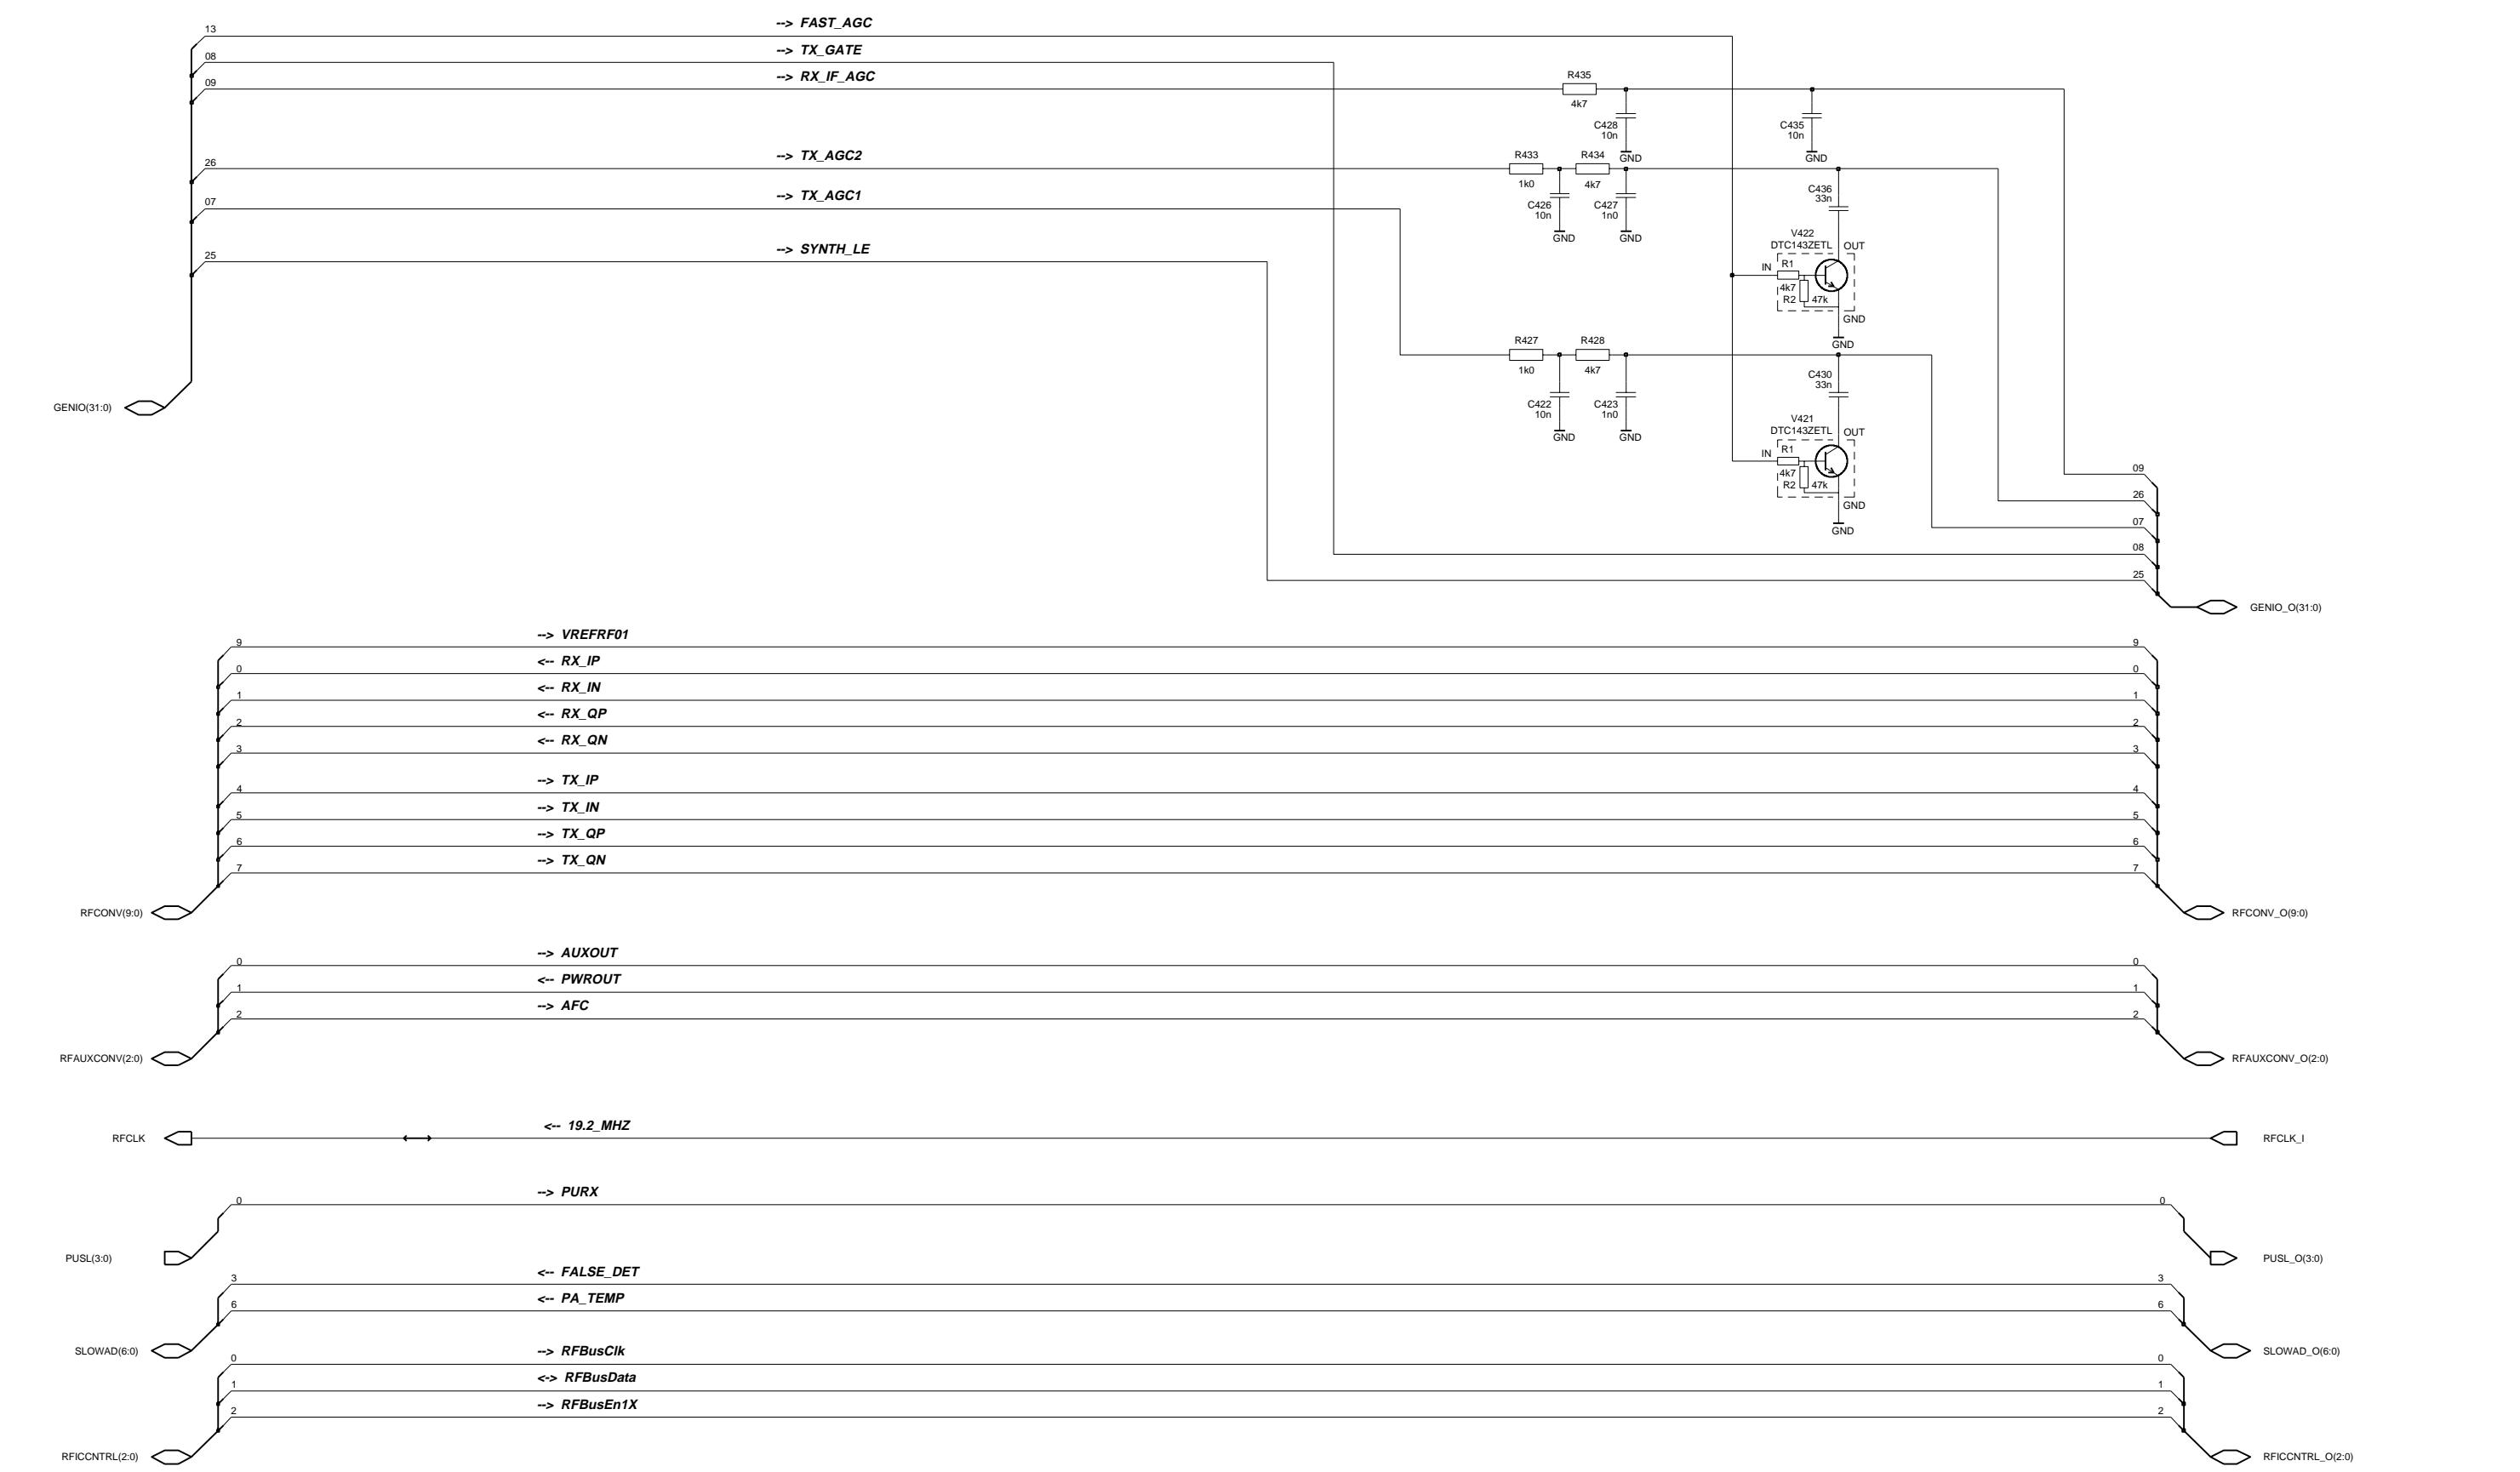 13
--> FAST_AGC
08
--> TX_GATE
09
--> RX_IF_AGC
R435
4k7
C428
10n
GND
C435
10n
GND
26
--> TX_AGC2
R433
1k0
R434
4k7
C426
10n
GND
C427
1n0
GND
C436
33n
07
--> TX_AGC1
25
--> SYNTH_LE
V422
DTC143ZETL
OUT
IN
R1
4k7
R2
47k
GND
GND
R427
1k0
R428
4k7
C422
10n
GND
C423
1n0
GND
C430
33n
GENIO(31:0)
V421
DTC143ZETL
OUT
IN
R1
4k7
R2
47k
GND
GND
09
26
07
08
25
GENIO_O(31:0)
9
--> VREFRF01
9
0
<-- RX_IP
0
1
<-- RX_IN
1
2
<-- RX_QP
2
3
<-- RX_QN
3
4
--> TX_IP
4
5
--> TX_IN
5
6
--> TX_QP
6
7
--> TX_QN
7
RFCONV(9:0)
RFCONV_O(9:0)
0
--> AUXOUT
0
1
<-- PWROUT
1
2
--> AFC
2
RFAUXCONV(2:0)
RFAUXCONV_O(2:0)
RFCLK
<-- 19.2_MHZ
RFCLK_I
0
--> PURX
0
PUSL(3:0)
PUSL_O(3:0)
3
<-- FALSE_DET
3
6
<-- PA_TEMP
6
SLOWAD(6:0)
SLOWAD_O(6:0)
0
--> RFBusClk
0
1
<-> RFBusData
1
2
--> RFBusEn1X
2
RFICCNTRL(2:0)
RFICCNTRL_O(2:0)